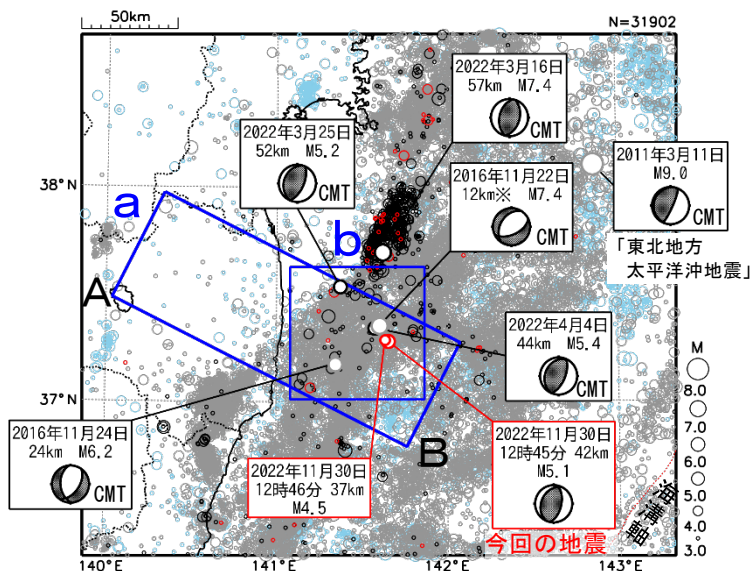 50km
N=31902
2022年3月16日
57km M7.4
CMT
2022年3月25日
52km M5.2
CMT
2016年11月22日
12km※ M7.4
CMT
2011年3月11日
M9.0
CMT
「東北地方
太平洋沖地震」
38°N
a
b
A
2022年4月4日
44km M5.4
CMT
37°N
B
2016年11月24日
24km M6.2
CMT
2022年11月30日
12時46分 37km
M4.5
2022年11月30日
12時45分 42km
M5.1
今回の地震
海溝軸
M
8.0
7.0
6.0
5.0
4.0
3.0
140°E
141°E
142°E
143°E